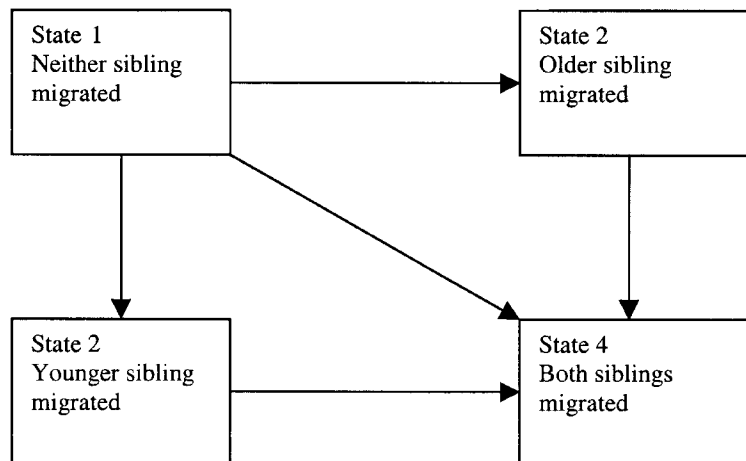 State 1
Neither sibling
migrated
State 2
Older sibling
migrated
State 2
Younger sibling
migrated
State 4
Both siblings
migrated